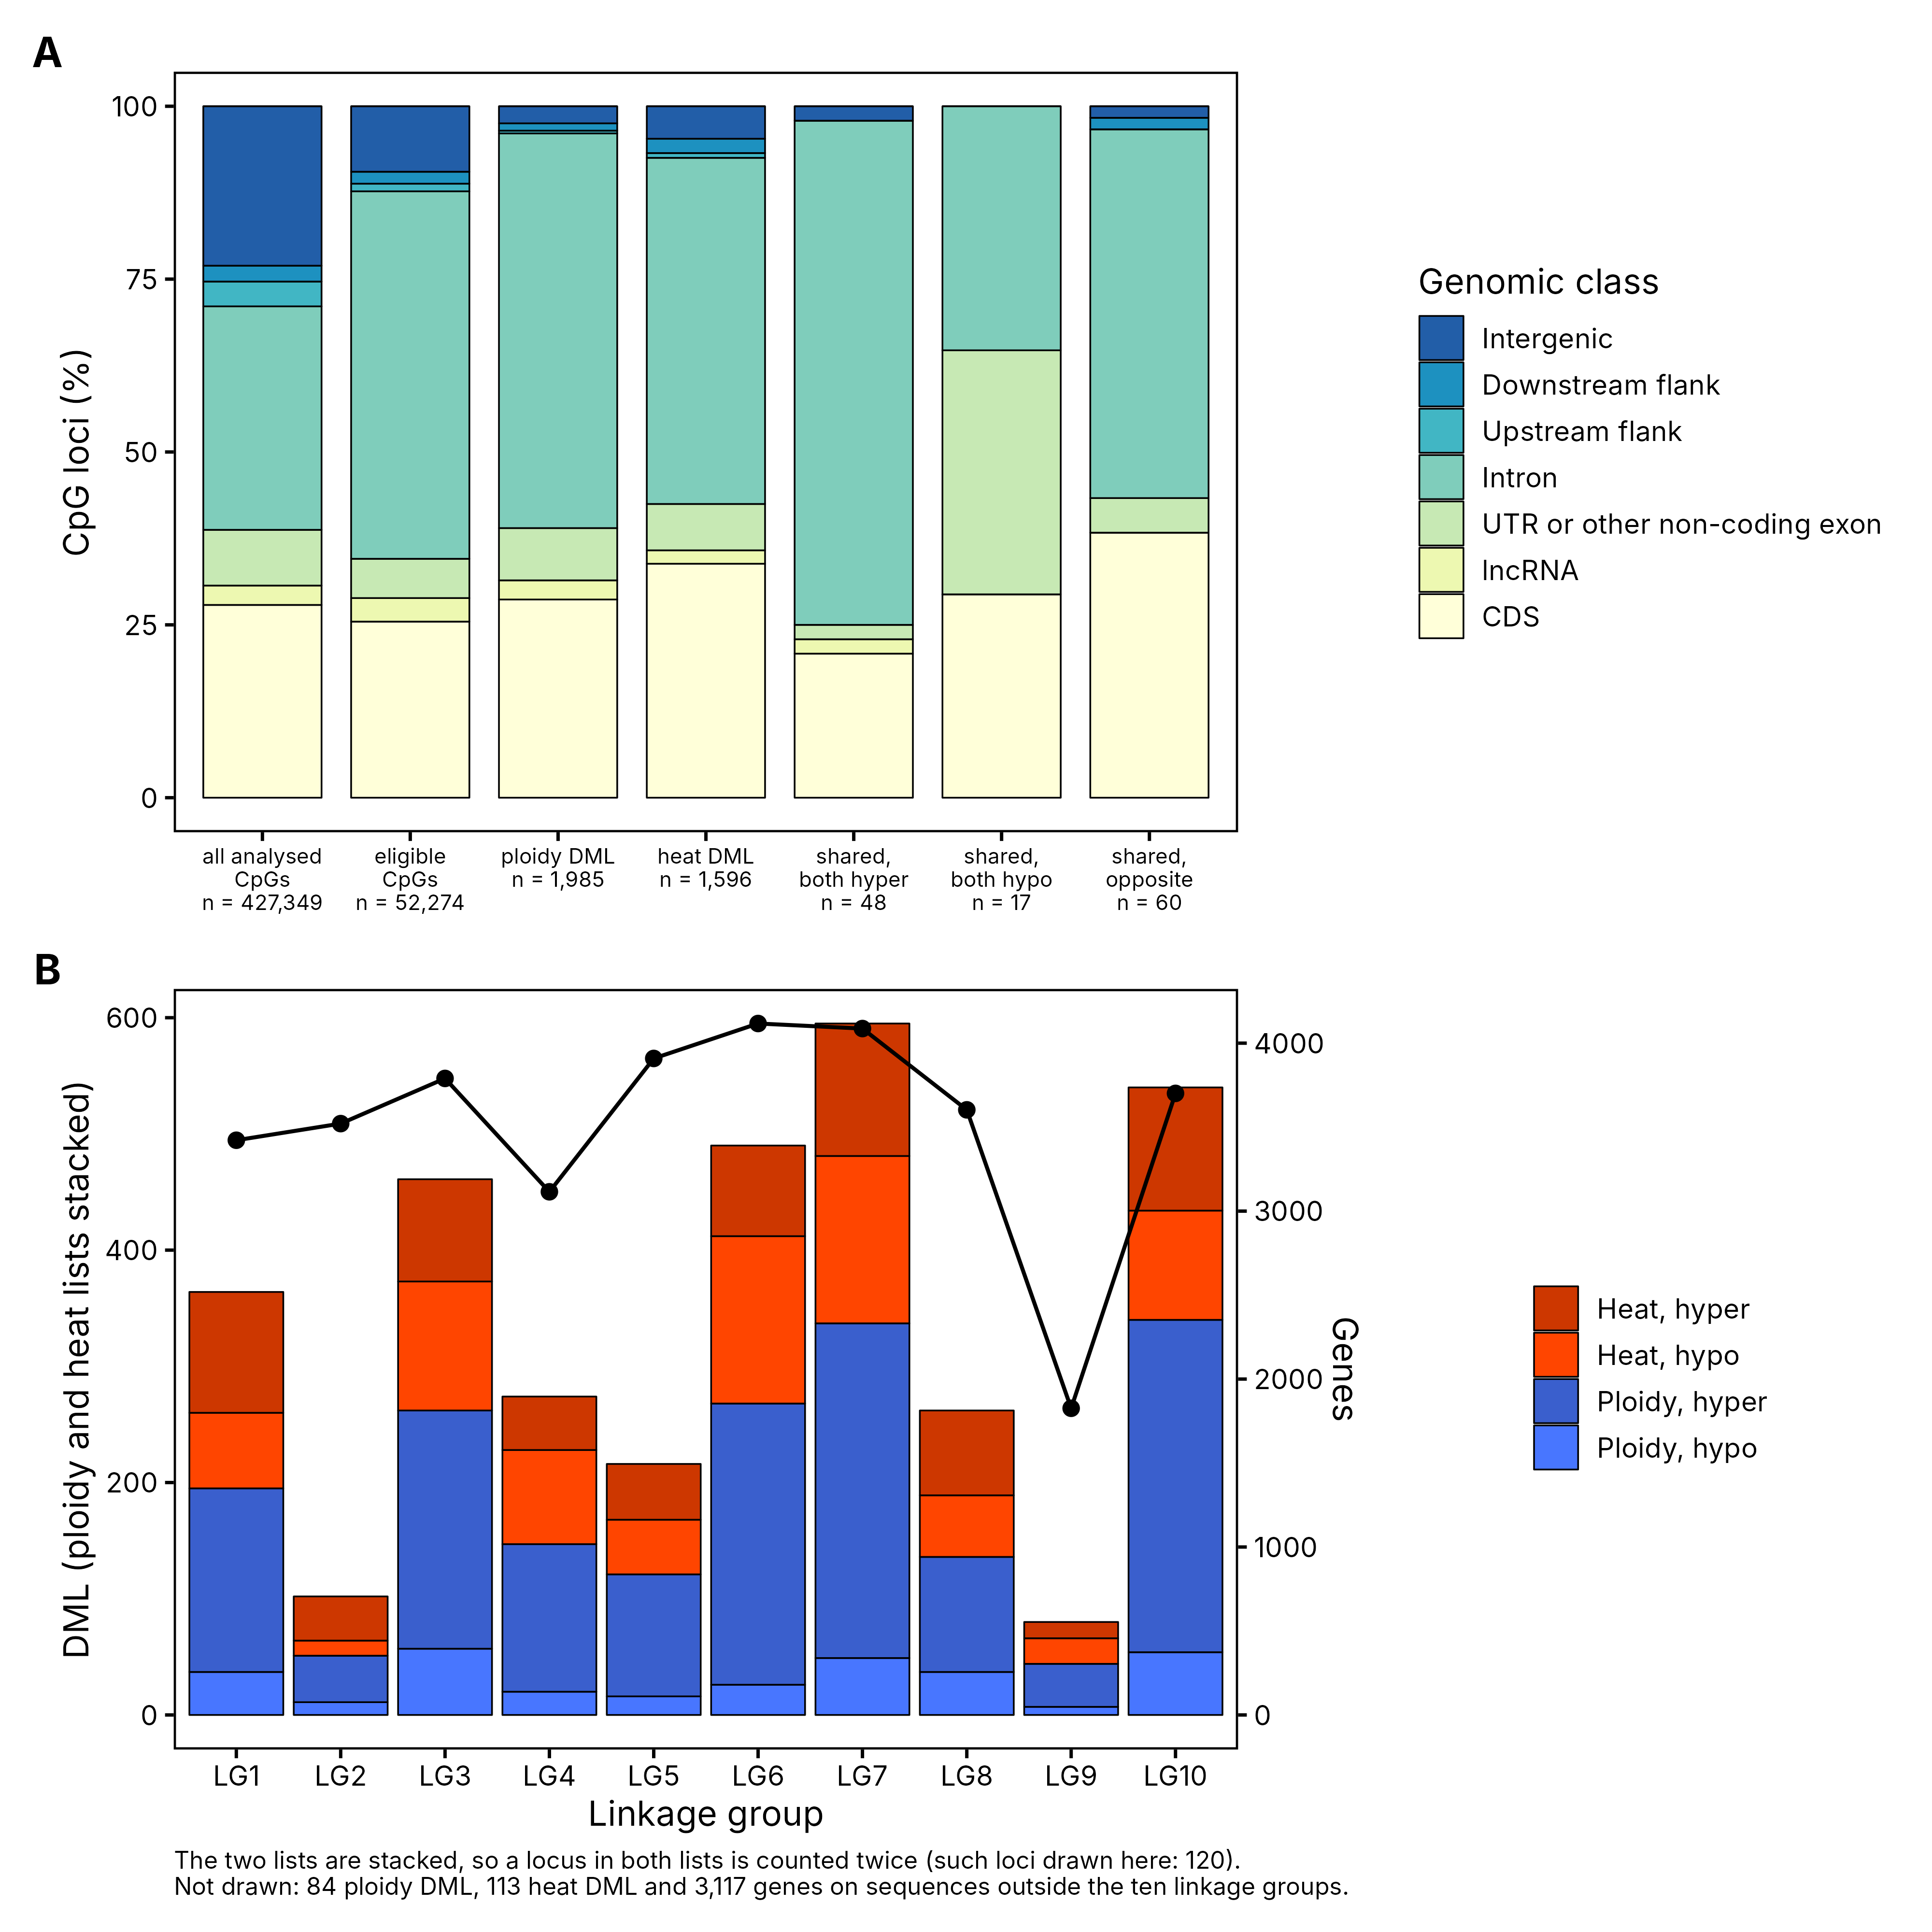 A
100
75
50
25
0
CpG loci (%)
all analysed
CpGs
n = 427,349
eligible
CpGs
n = 52,274
ploidy DML
n = 1,985
heat DML
n = 1,596
shared,
both hyper
n = 48
shared,
both hypo
n = 17
shared,
opposite
n = 60
Genomic class
Intergenic
Downstream flank
Upstream flank
Intron
UTR or other non-coding exon
lncRNA
CDS
B
600
400
200
0
DML (ploidy and heat lists stacked)
4000
3000
2000
1000
0
Genes
LG1
LG2
LG3
LG4
LG5
LG6
LG7
LG8
LG9
LG10
Linkage group
Heat, hyper
Heat, hypo
Ploidy, hyper
Ploidy, hypo
The two lists are stacked, so a locus in both lists is counted twice (such loci drawn here: 120).
Not drawn: 84 ploidy DML, 113 heat DML and 3,117 genes on sequences outside the ten linkage groups.